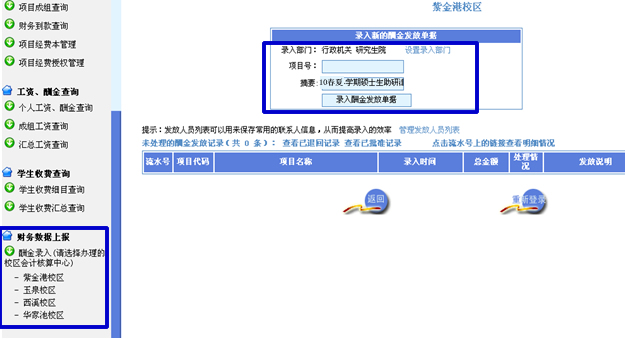 项目成组查询
财务到款查询
项目经费本管理
项目经费授权管理
工资、酬金查询
个人工资、酬金查询
成组工资查询
汇总工资查询
学生收费查询
学生收费细目查询
学生收费汇总查询
财务数据上报
酬金录入(请选择办理的
校区会计核算中心)
- 紫金港校区
- 玉泉校区
- 西溪校区
- 华家池校区
紫金港校区
录入新的酬金发放单据
录入部门： 行政机关 研究生院 设置录入部门
项目号：
摘要: 10春夏-学期硕士生助研津
录入酬金发放单据
提示：发放人员列表可以用来保存常用的联系人信息，从而提高录入的效率 管理发放人员列表
未处理的酬金发放记录(共 0 条)： 查看已退回记录 查看已批准记录 点击流水号上的链接查看明细情况
流水号 项目代码 项目名称 录入时间 总金额 处理情况 发放说明
返回 重新登录